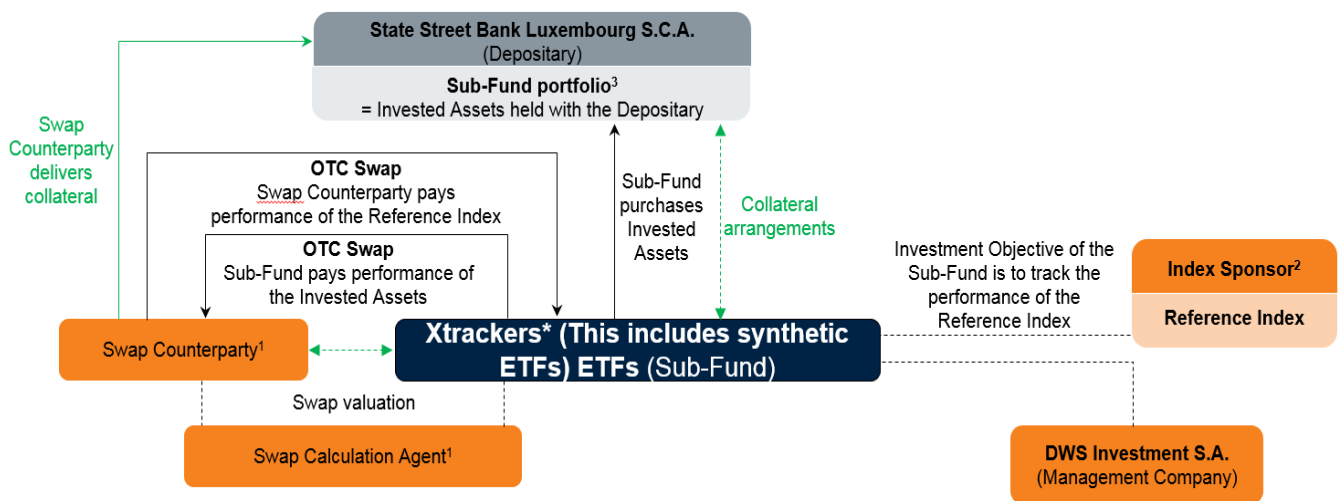 State Street Bank Luxembourg S.C.A.
(Depositary)
Sub-Fund portfolio³
= Invested Assets held with the Depositary
Swap
Counterparty
delivers
collateral
OTC Swap
Swap Counterparty pays
performance of the Reference Index
OTC Swap
Sub-Fund pays performance of
the Invested Assets
Sub-Fund
purchases
Invested
Assets
Collateral
arrangements
Investment Objective of the
Sub-Fund is to track the
performance of the
Reference Index
Index Sponsor²
Reference Index
Swap Counterparty¹
Xtrackers* (This includes synthetic
ETFs) ETFs (Sub-Fund)
Swap valuation
Swap Calculation Agent¹
DWS Investment S.A.
(Management Company)